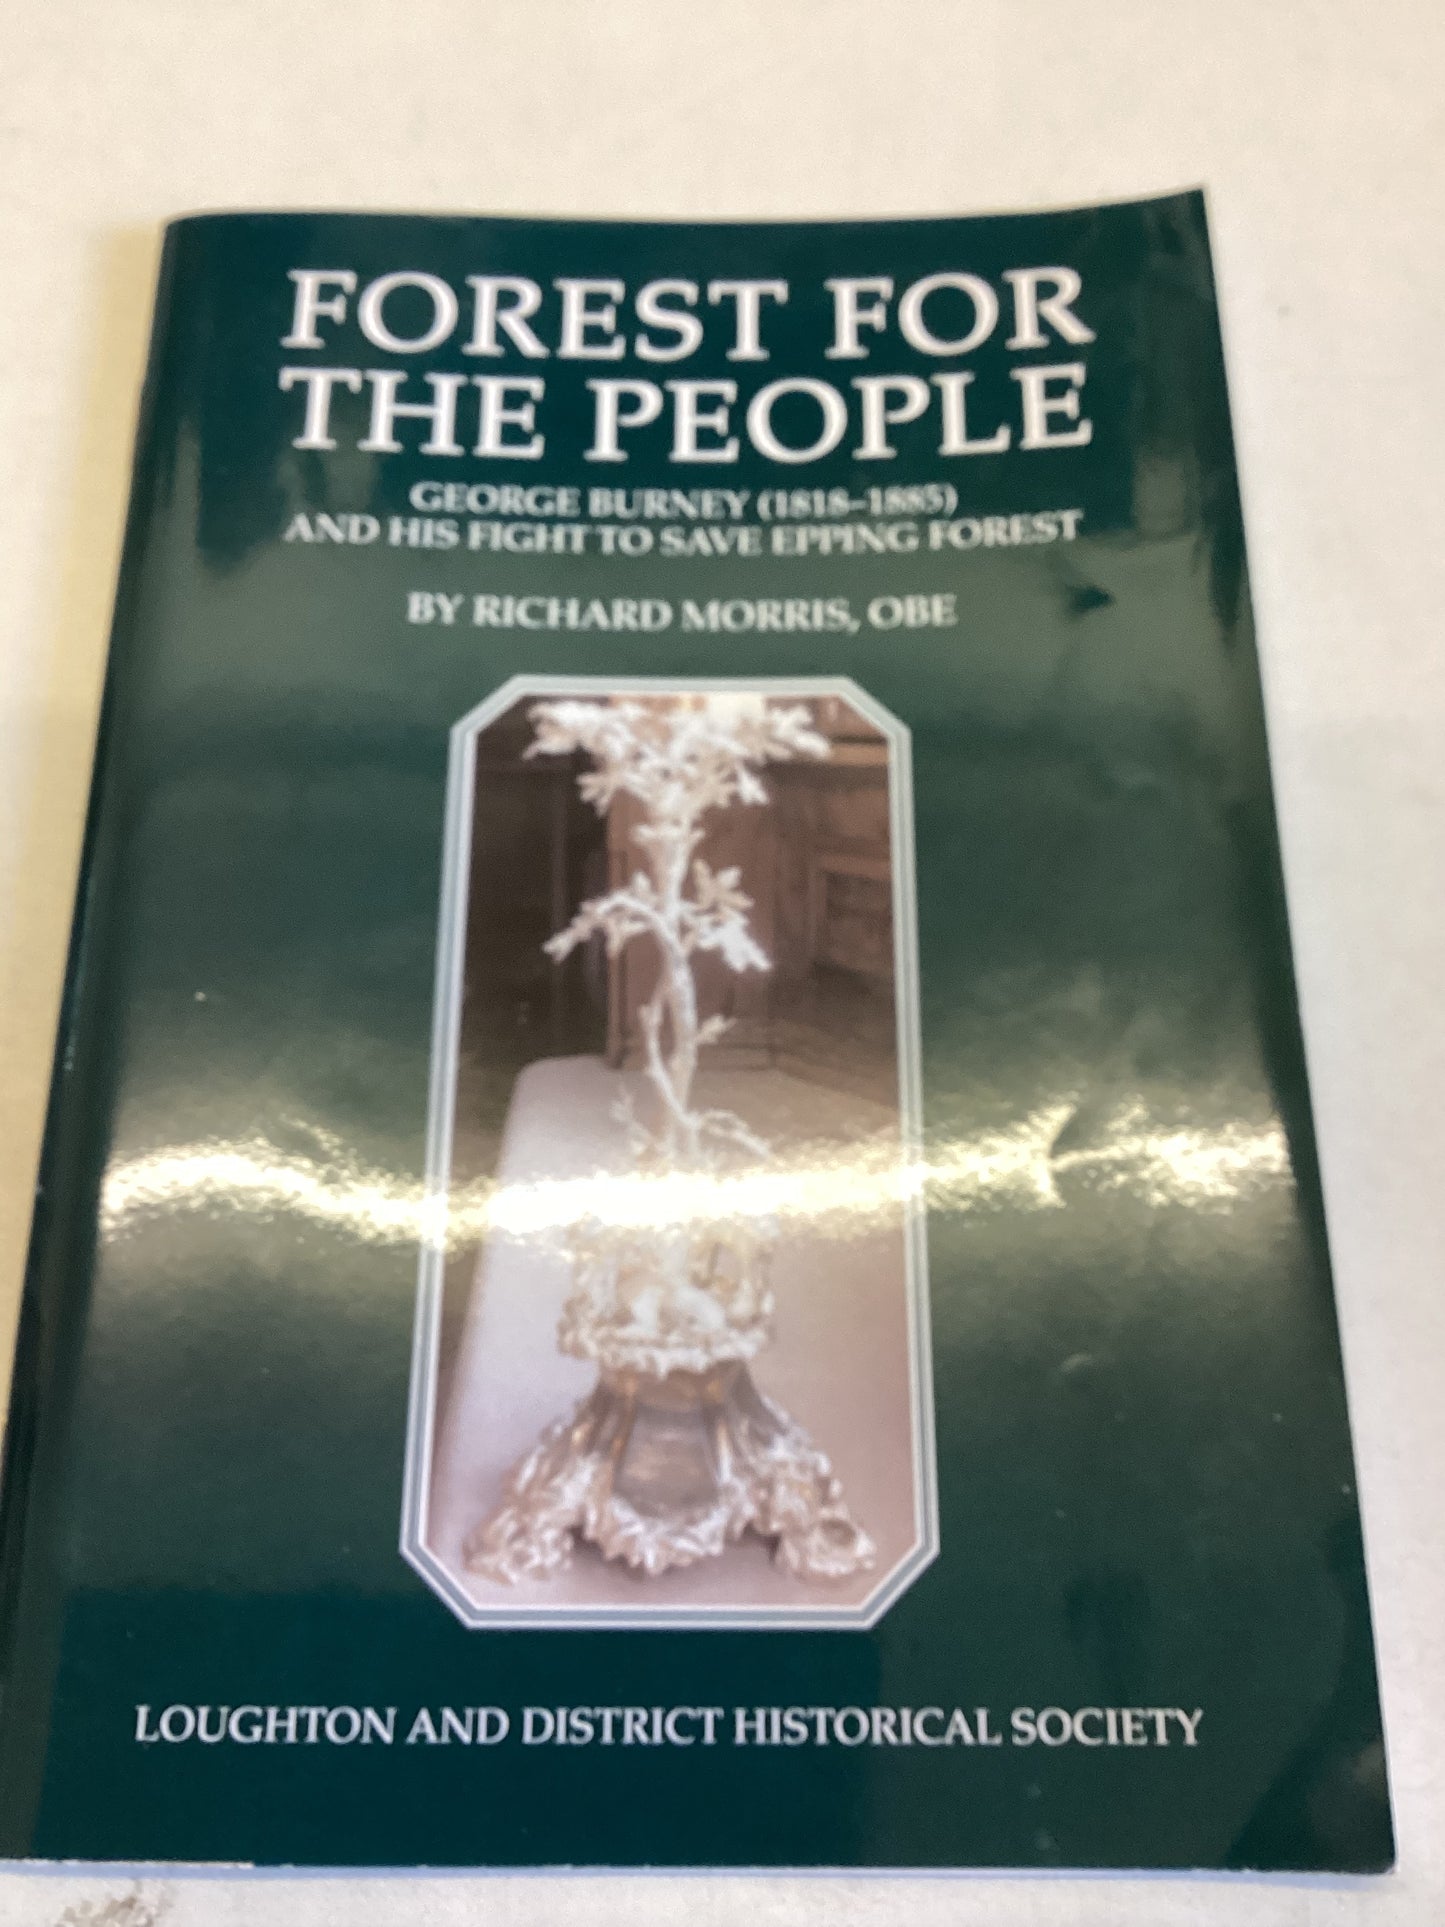 FOREST FOR
THE PEOPLE
GEORGE BURNEY (1818–1885)
AND HIS FIGHT TO SAVE EPPING FOREST
BY RICHARD MORRIS, OBE
LOUGHTON AND DISTRICT HISTORICAL SOCIETY